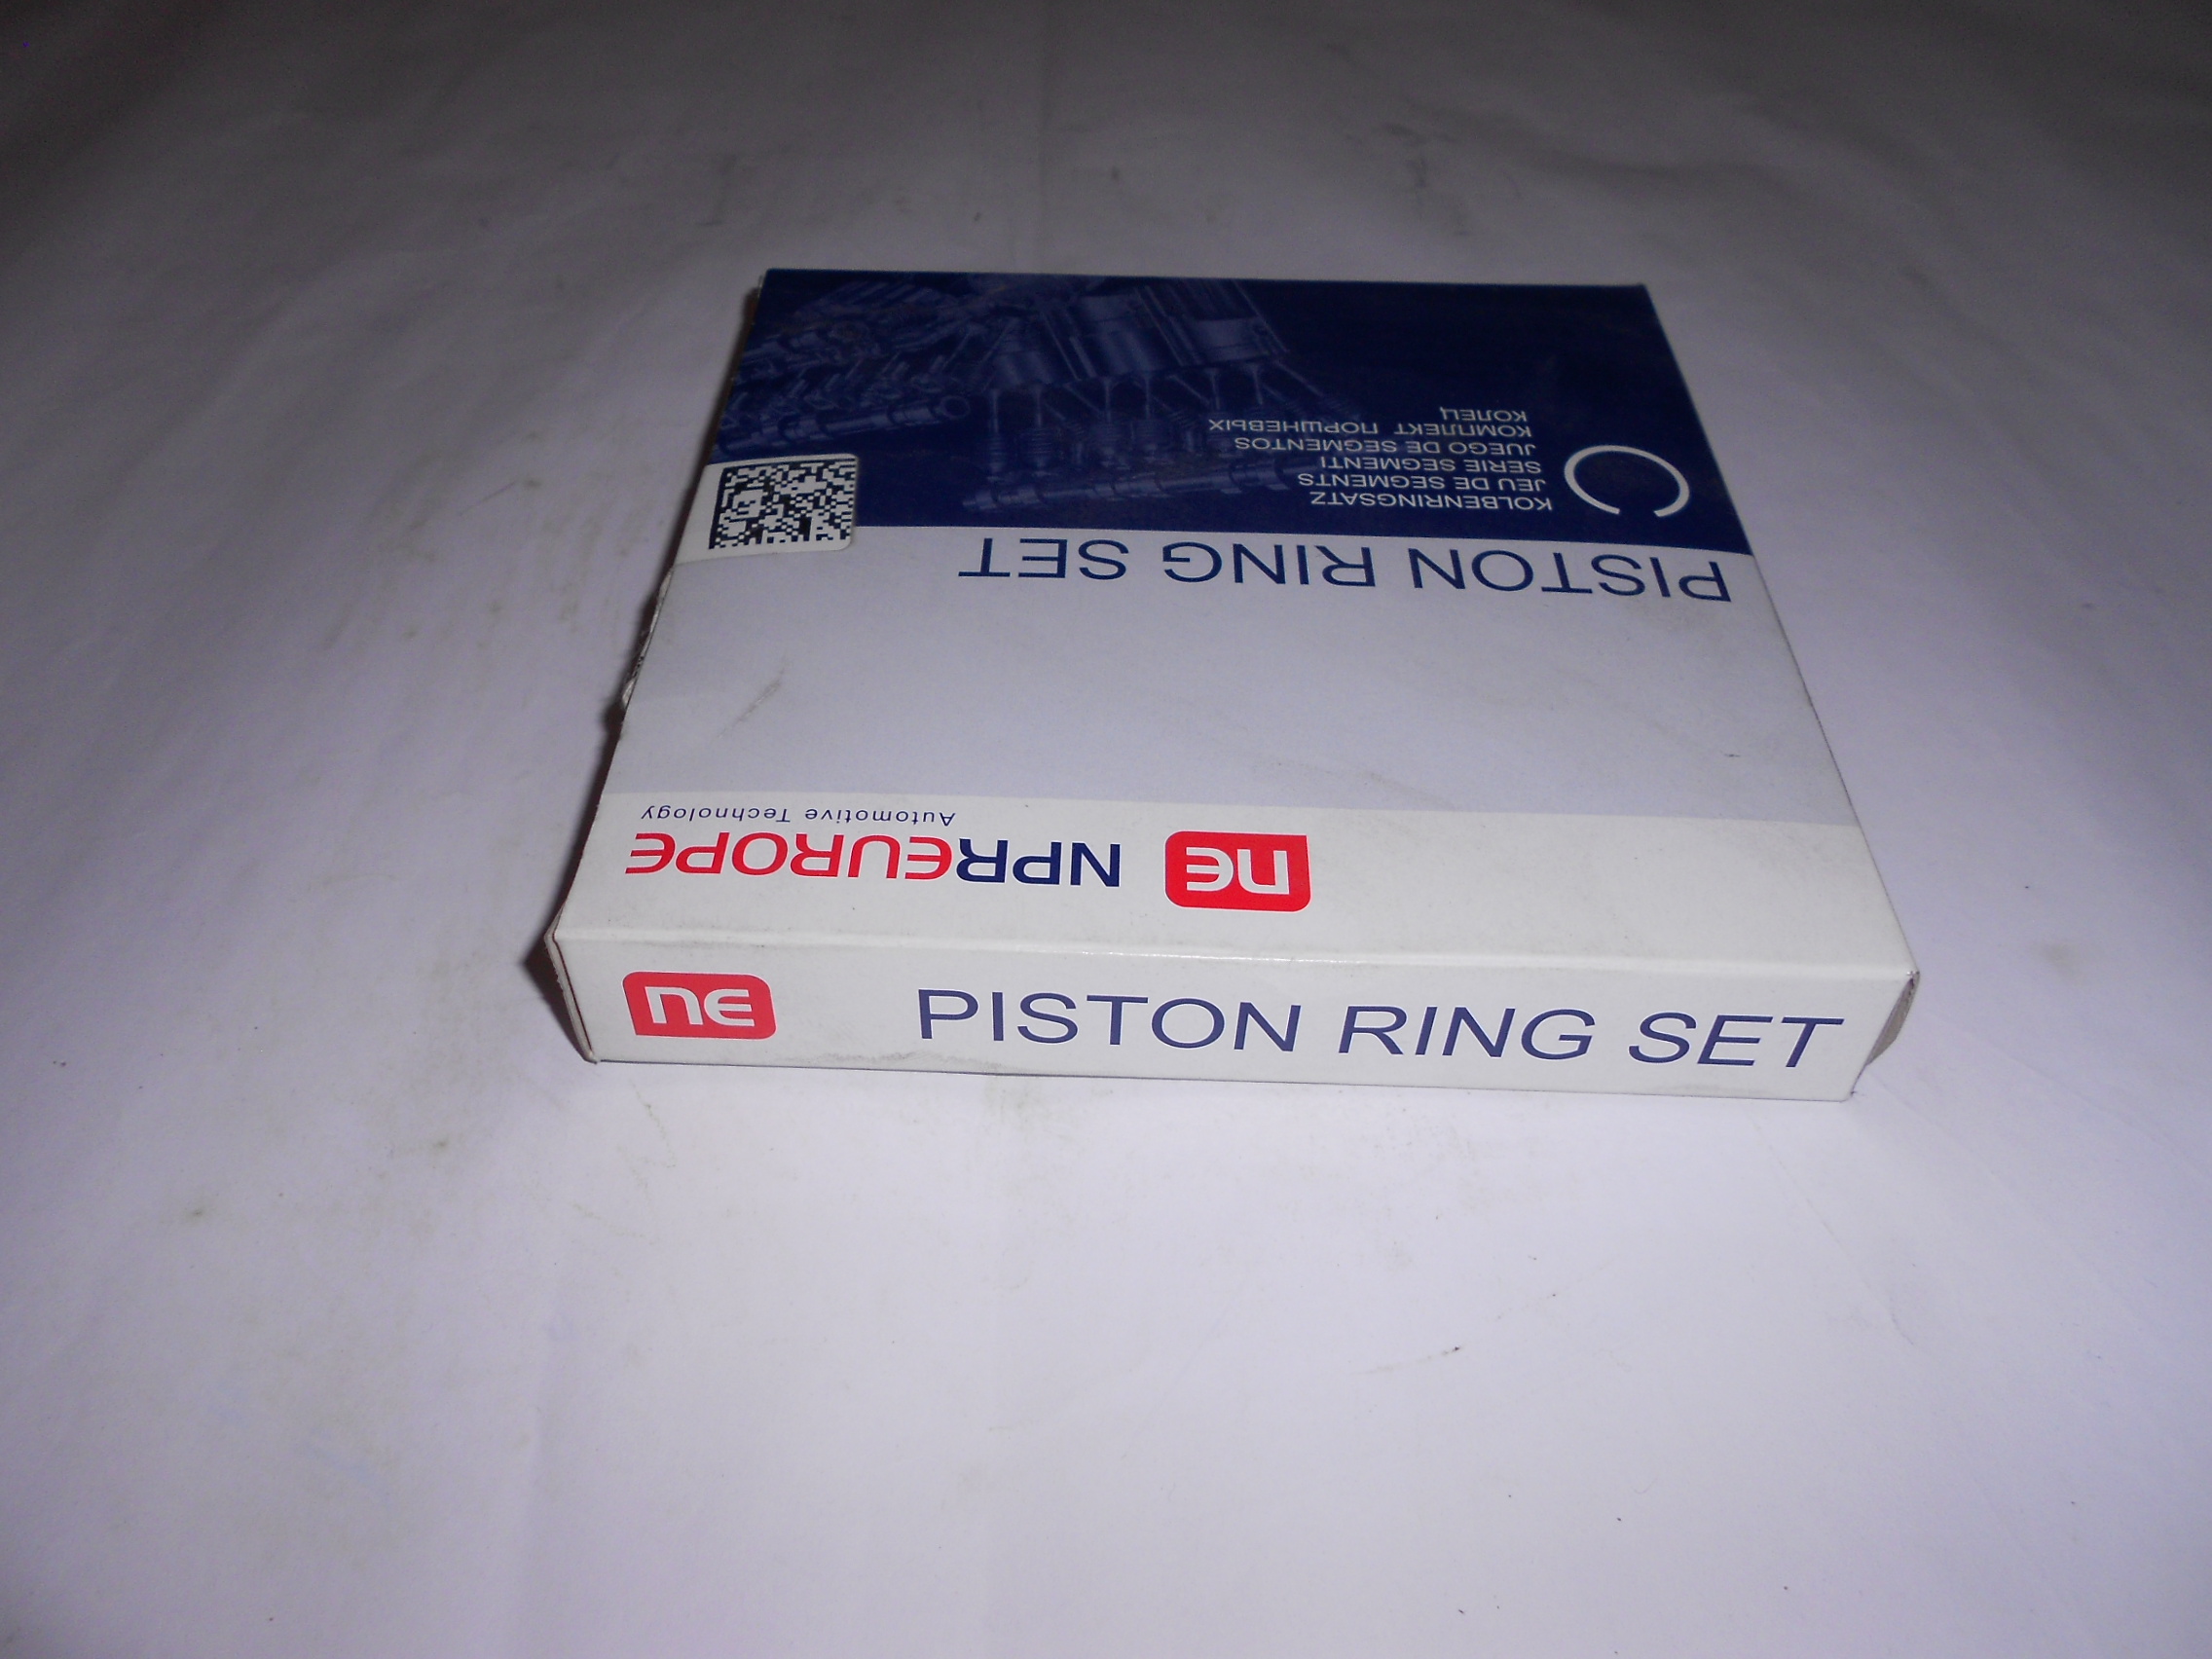 PISTON RING SET
KOLBENRINGSATZ
JEU DE SEGMENTS
SERIE SEGMENTI
JUEGO DE SEGMENTOS
КОМПЛЕКТ ПОРШНЕВЫХ
КОЛЕЦ
ne NPREUROPE
Automotive Technology
ne PISTON RING SET